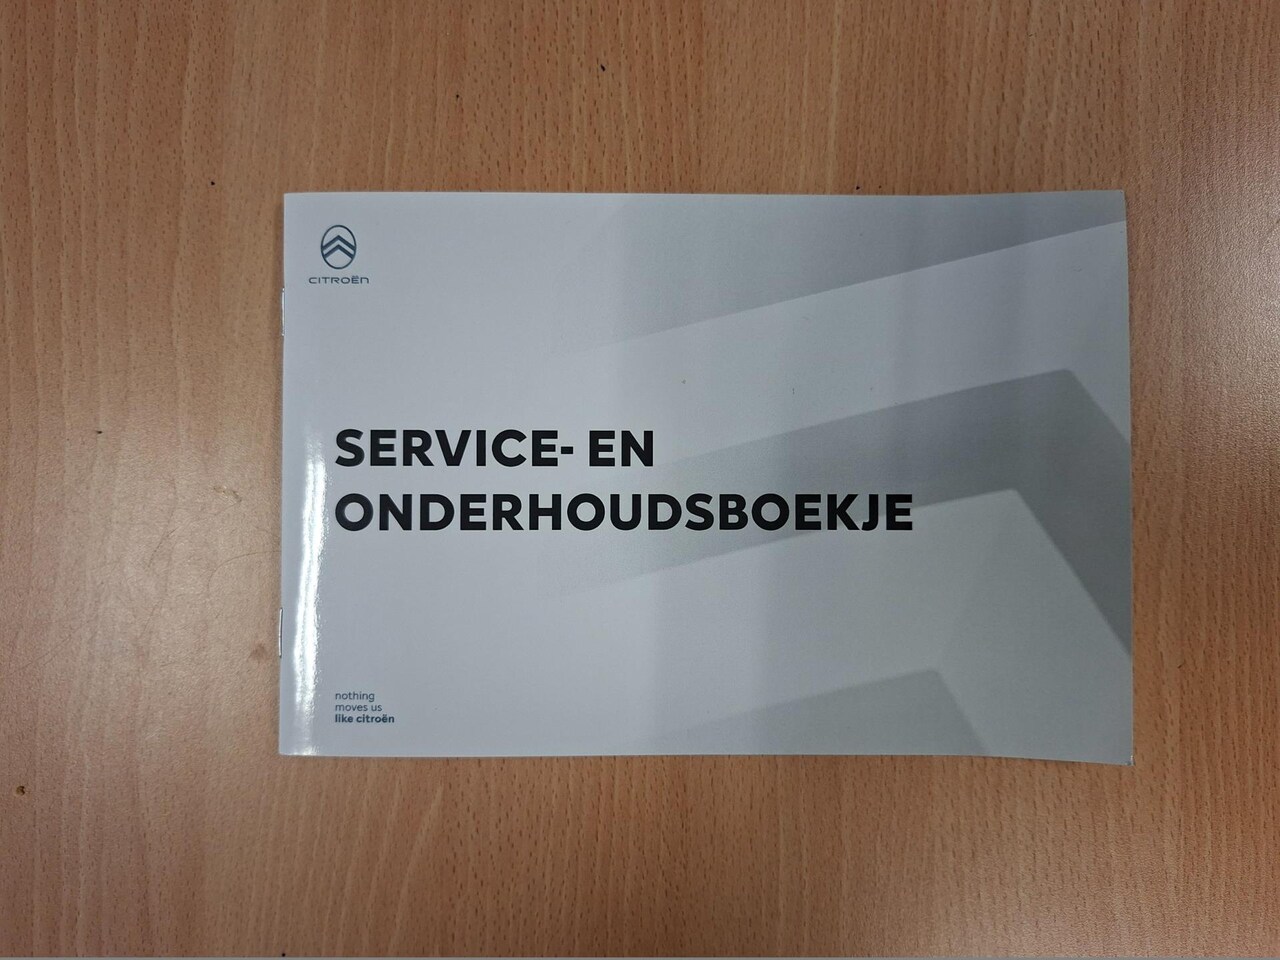 CITROËN
SERVICE- EN
ONDERHOUDSBOEKJE
nothing
moves us
like citroën